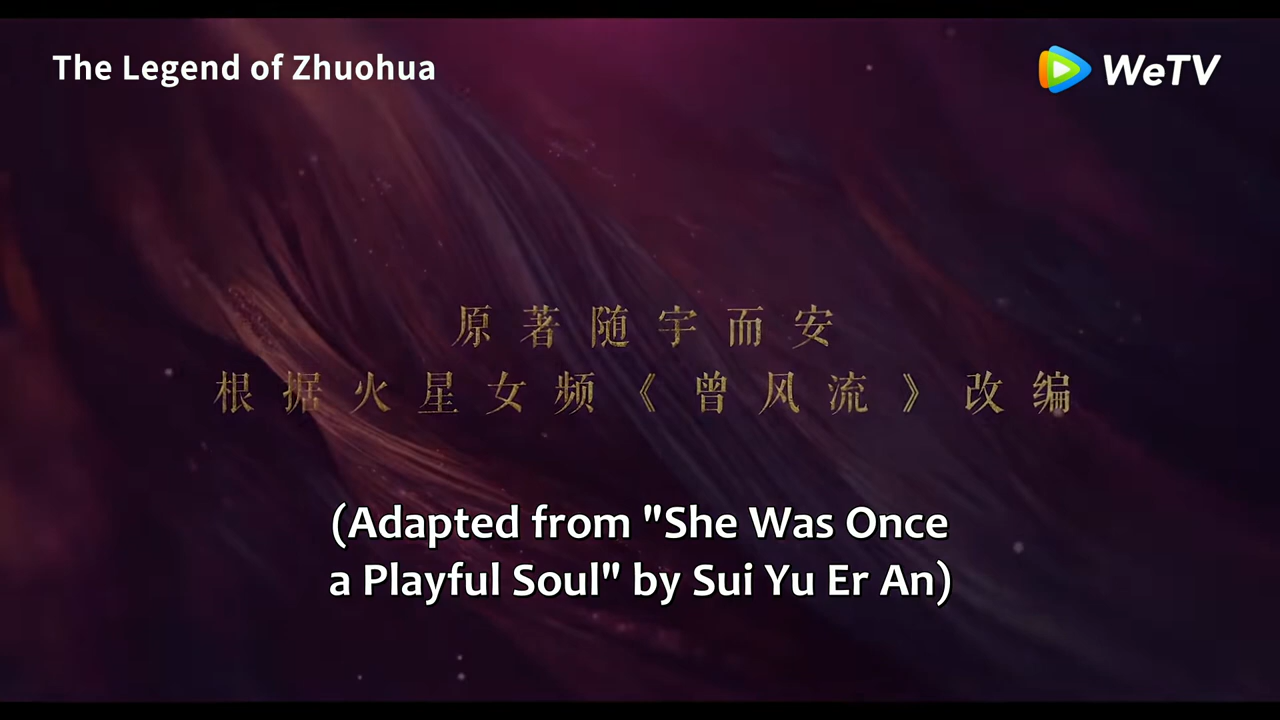 The Legend of Zhuohua
WeTV
原著随宇而安
根据火星女频《曾风流》改编
(Adapted from "She Was Once
a Playful Soul" by Sui Yu Er An)